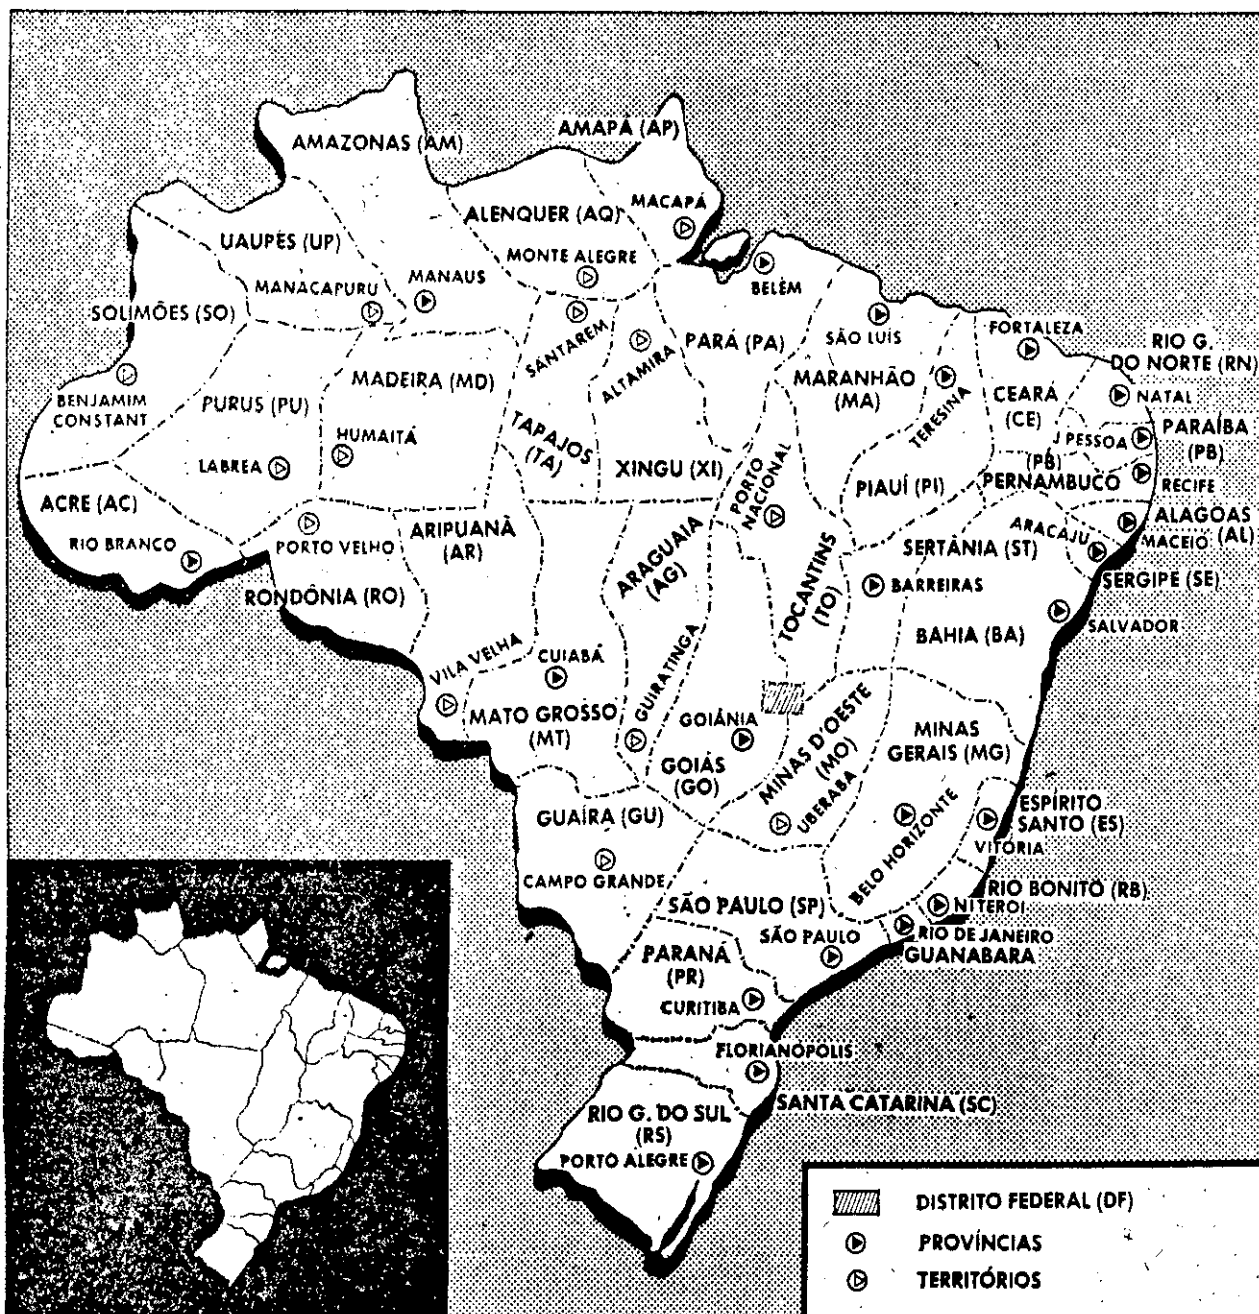 AMAZONAS (AM)
AMAPÁ (AP)
MACAPÁ
ALENQUER (AQ)
MONTE ALEGRE
UAUPÉS (UP)
MANACAPURU
MANAUS
BELÉM
SOLIMÕES (SO)
SANTAREM
ALTAMIRA
PARÁ (PA)
SÃO LUÍS
FORTALEZA
RIO G.
DO NORTE (RN)
BENJAMIM
CONSTANT
PURUS (PU)
MADEIRA (MD)
MARANHÃO
(MA)
TERESINA
CEARÁ
(CE)
NATAL
HUMAITÁ
LABREA
TAPAJOS
(TA)
XINGU (XI)
PORTO
NACIONAL
PIAUÍ (PI)
J PESSOA
PARAÍBA
(PB)
(PB)
PERNAMBUCO
RECIFE
ACRE (AC)
RIO BRANCO
PORTO VELHO
ARIPUANÃ
(AR)
ARAGUAIA
(AG)
TOCANTINS
(TO)
SERTÂNIA (ST)
ARACAJU
ALAGOAS
(AL)
MACEIÓ
RONDÔNIA (RO)
BARREIRAS
SERGIPE (SE)
BAHIA (BA)
SALVADOR
VILA VELHA
CUIABÁ
MATO GROSSO
(MT)
GUIRATINGA
GOIÂNIA
GOIÁS
(GO)
MINAS D'OESTE
(MO)
UBERABA
MINAS
GERAIS (MG)
BELO HORIZONTE
ESPÍRITO
SANTO (ES)
VITÓRIA
GUAÍRA (GU)
CAMPO GRANDE
SÃO PAULO (SP)
SÃO PAULO
RIO BONITO (RB)
NITEROI
RIO DE JANEIRO
GUANABARA
PARANÁ
(PR)
CURITIBA
FLORIANÓPOLIS
SANTA CATARINA (SC)
RIO G. DO SUL
(RS)
PORTO ALEGRE
DISTRITO FEDERAL (DF)
PROVÍNCIAS
TERRITÓRIOS